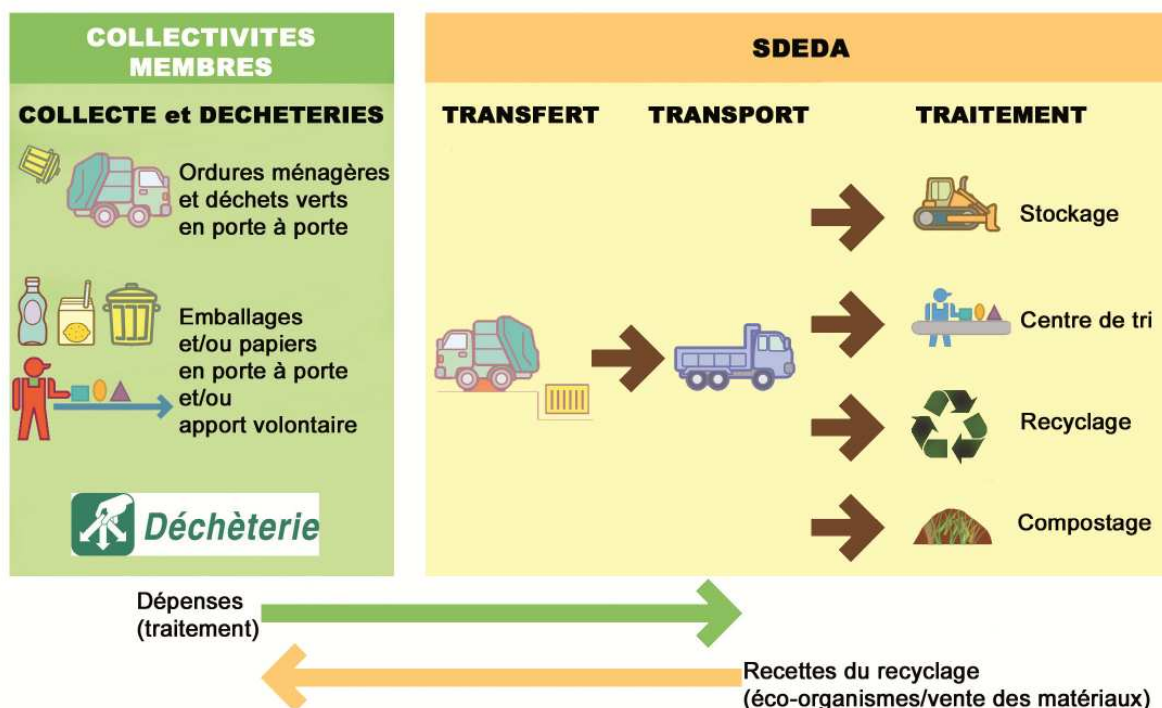 COLLECTIVITES
MEMBRES
COLLECTE et DECHETERIES
Ordures ménagères
et déchets verts
en porte à porte
Emballages
et/ou papiers
en porte à porte
et/ou
apport volontaire
Déchèterie
SDEDA
TRANSFERT
TRANSPORT
TRAITEMENT
Stockage
Centre de tri
Recyclage
Compostage
Dépenses
(traitement)
Recettes du recyclage
(éco-organismes/vente des matériaux)